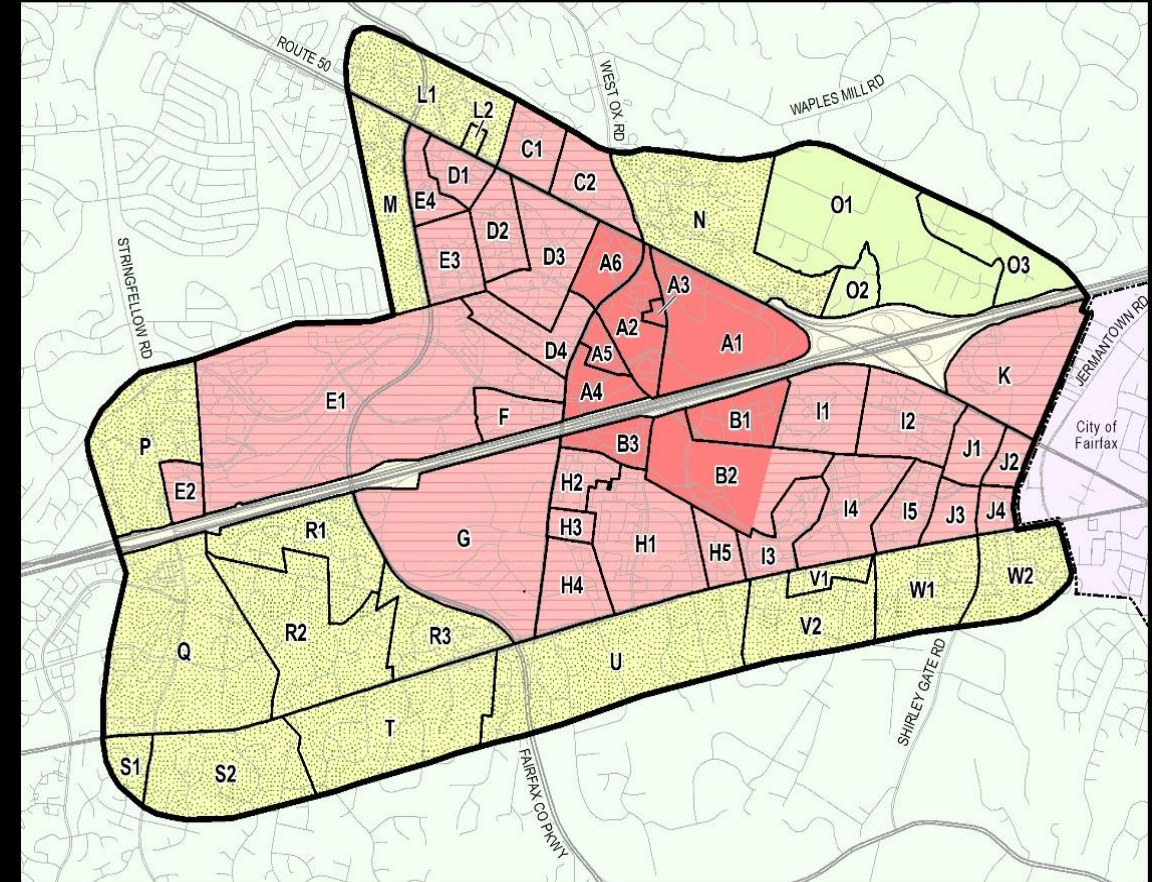 ROUTE 50
WEST OX RD
WAPLES MILL RD
L1
L2
C1
C2
D1
E4
M
N
O1
O2
O3
D2
D3
E3
A6
A3
A2
A1
A5
A4
D4
JERMANTOWN RD
STRINGFELLOW RD
K
E1
F
B1
I1
I2
City of
Fairfax
P
B3
B2
J1
J2
E2
H2
I4
I5
J3
J4
R1
G
H3
H1
H5
I3
H4
V1
W1
W2
Q
R2
R3
V2
U
SHIRLEY GATE RD
T
S1
S2
FAIRFAX CO PKWY